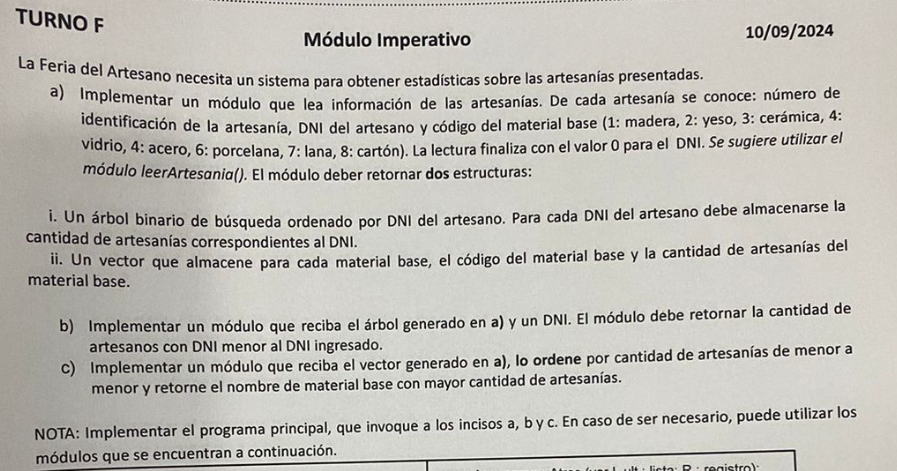 TURNO F
Módulo Imperativo
10/09/2024
La Feria del Artesano necesita un sistema para obtener estadísticas sobre las artesanías presentadas.
a) Implementar un módulo que lea información de las artesanías. De cada artesanía se conoce: número de
identificación de la artesanía, DNI del artesano y código del material base (1: madera, 2: yeso, 3: cerámica, 4:
vidrio, 4: acero, 6: porcelana, 7: lana, 8: cartón). La lectura finaliza con el valor 0 para el DNI. Se sugiere utilizar el
módulo leerArtesania(). El módulo deber retornar dos estructuras:
i. Un árbol binario de búsqueda ordenado por DNI del artesano. Para cada DNI del artesano debe almacenarse la
cantidad de artesanías correspondientes al DNI.
ii. Un vector que almacene para cada material base, el código del material base y la cantidad de artesanías del
material base.
b) Implementar un módulo que reciba el árbol generado en a) y un DNI. El módulo debe retornar la cantidad de
artesanos con DNI menor al DNI ingresado.
c) Implementar un módulo que reciba el vector generado en a), lo ordene por cantidad de artesanías de menor a
menor y retorne el nombre de material base con mayor cantidad de artesanías.
NOTA: Implementar el programa principal, que invoque a los incisos a, b y c. En caso de ser necesario, puede utilizar los
módulos que se encuentran a continuación.
lista; R : registro);